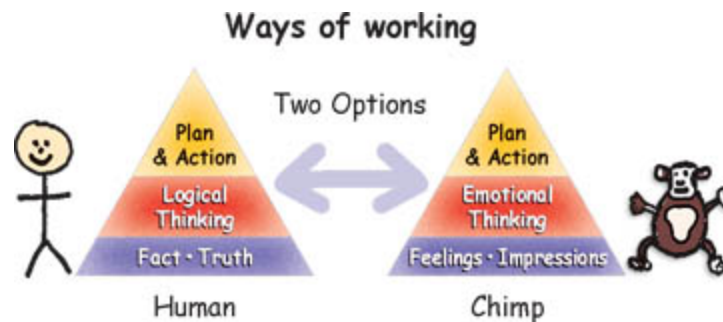 Ways of working
Two Options
Plan
& Action
Logical
Thinking
Fact · Truth
Human
Plan
& Action
Emotional
Thinking
Feelings · Impressions
Chimp